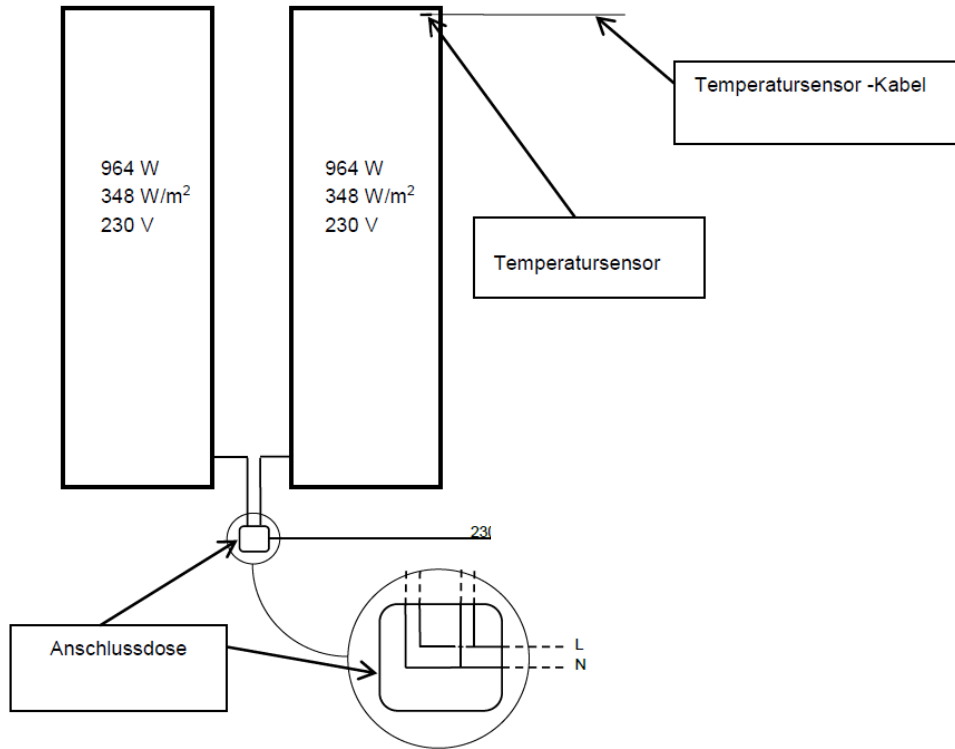 Temperatursensor -Kabel
964 W
348 W/m²
230 V
964 W
348 W/m²
230 V
Temperatursensor
Anschlussdose
L
N